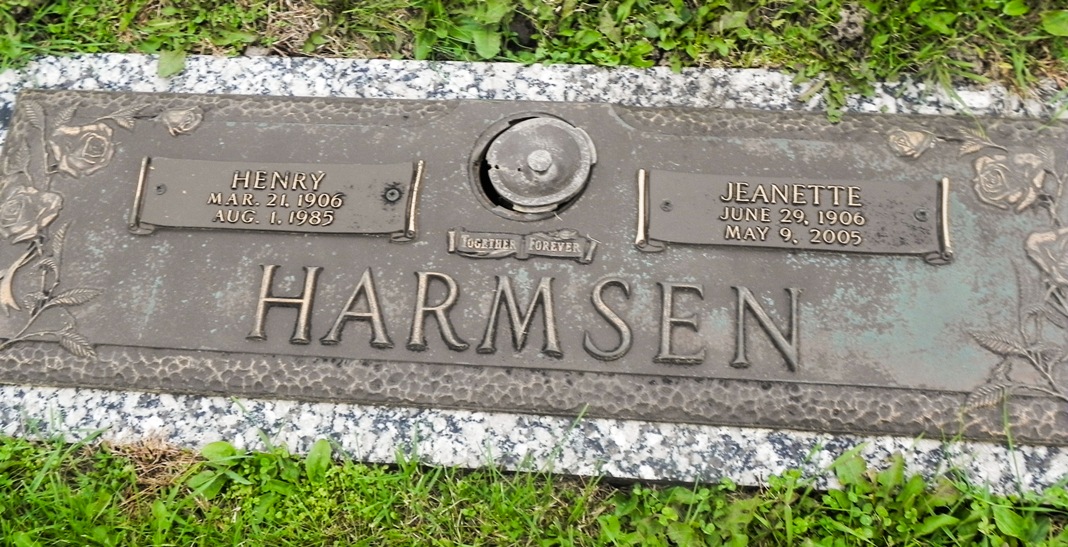 HENRY
MAR. 21, 1906
AUG. 1, 1985
JEANETTE
JUNE 29, 1906
MAY 9, 2005
TOGETHER FOREVER
HARMSEN